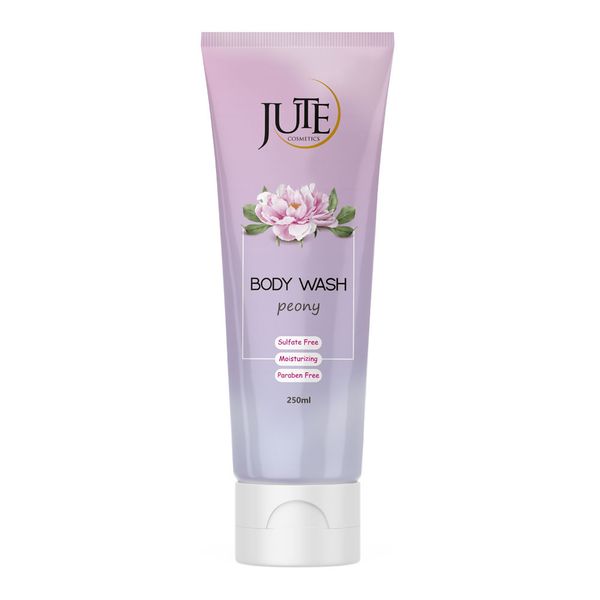 JUTE
COSMETICS
BODY WASH
peony
Sulfate Free
Moisturizing
Paraben Free
250ml